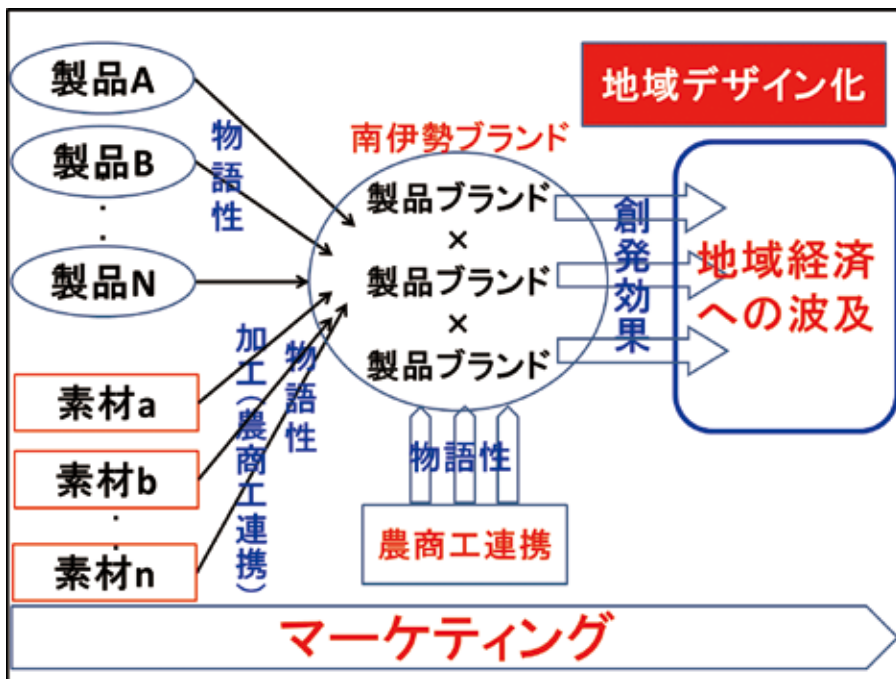 製品A
製品B
・・
製品N
素材a
素材b
・・
素材n
物語性
加工(農商工連携)
物語性
南伊勢ブランド
製品ブランド
×
製品ブランド
×
製品ブランド
物語性
農商工連携
創発効果
地域デザイン化
地域経済
への波及
マーケティング